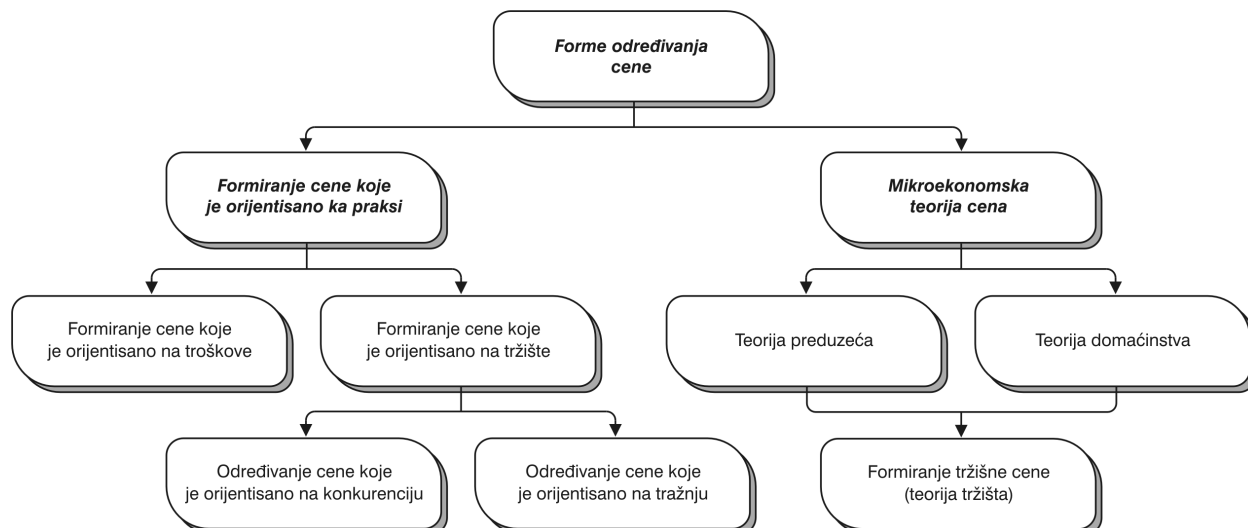 Forme određivanja
cene
Formiranje cene koje
je orijentisano ka praksi
Mikroekonomska
teorija cena
Formiranje cene koje
je orijentisano na troškove
Formiranje cene koje
je orijentisano na tržište
Teorija preduzeća
Teorija domaćinstva
Određivanje cene koje
je orijentisano na konkurenciju
Određivanje cene koje
je orijentisano na tražnju
Formiranje tržišne cene
(teorija tržišta)